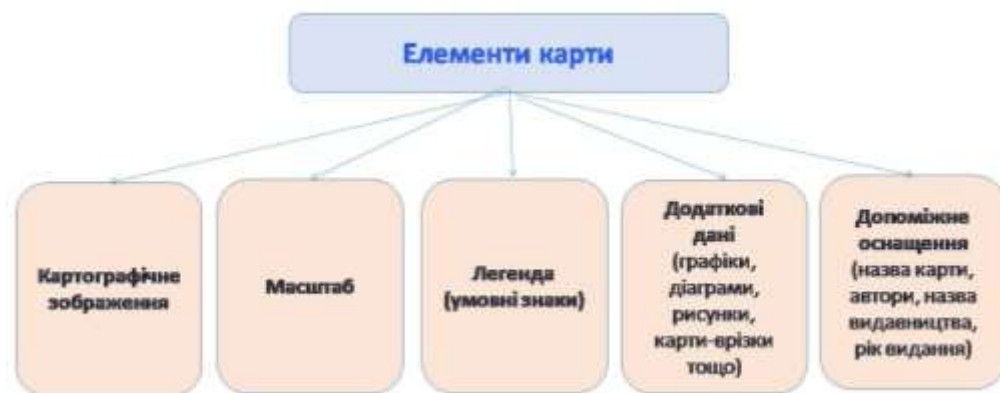 Елементи карти
Картографічне
зображення
Масштаб
Легенда
(умовні знаки)
Додаткові
дані
(графіки,
діаграми,
рисунки,
карти-врізки
тощо)
Допоміжне
оснащення
(назва карти,
автори, назва
видавництва,
рік видання)